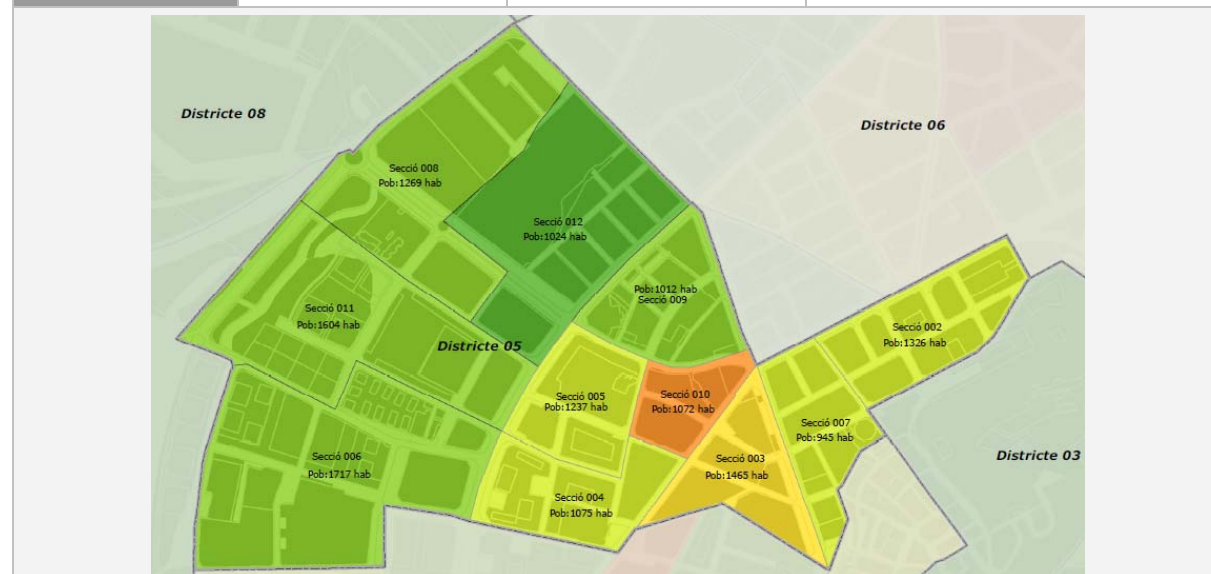 Districte 08
Districte 06
Secció 008
Pob:1269 hab
Secció 012
Pob:1024 hab
Pob:1012 hab
Secció 009
Secció 011
Pob:1604 hab
Districte 05
Secció 002
Pob:1326 hab
Secció 005
Pob:1237 hab
Secció 010
Pob:1072 hab
Secció 007
Pob:945 hab
Secció 006
Pob:1717 hab
Secció 003
Pob:1465 hab
Districte 03
Secció 004
Pob:1075 hab